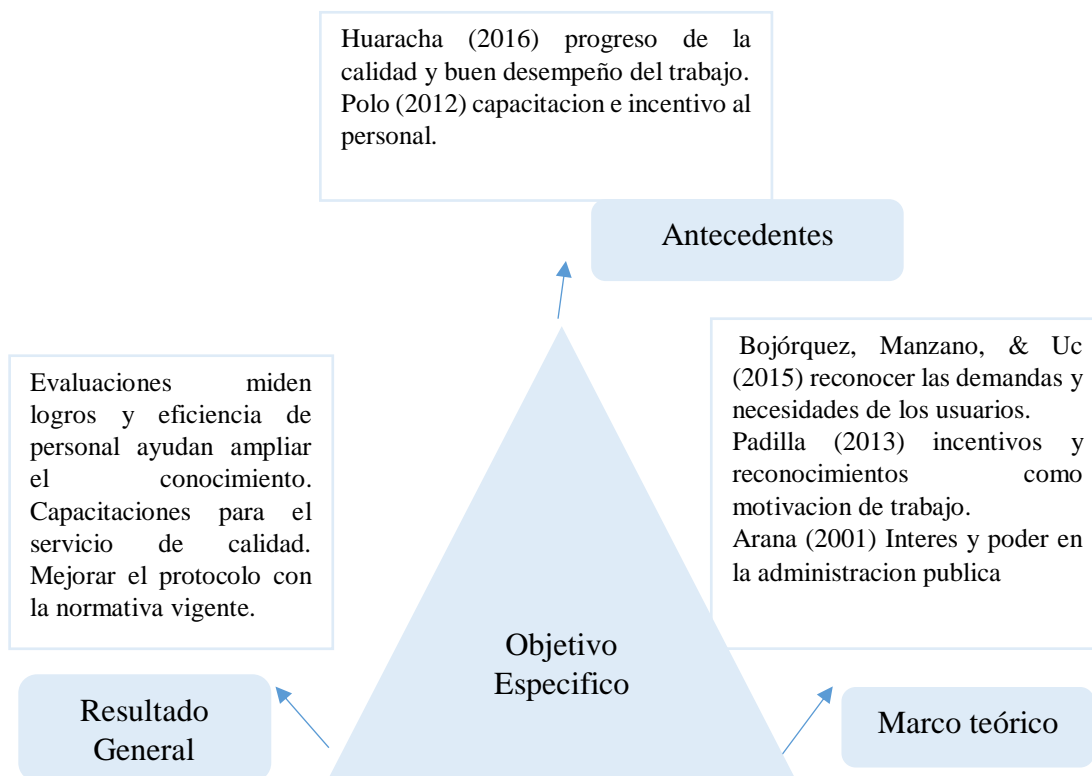 Huaracha (2016) progreso de la
calidad y buen desempeño del trabajo.
Polo (2012) capacitacion e incentivo al
personal.
Antecedentes
Evaluaciones miden
logros y eficiencia de
personal ayudan ampliar
el conocimiento.
Capacitaciones para el
servicio de calidad.
Mejorar el protocolo con
la normativa vigente.
Bojórquez, Manzano, & Uc
(2015) reconocer las demandas y
necesidades de los usuarios.
Padilla (2013) incentivos y
reconocimientos como
motivacion de trabajo.
Arana (2001) Interes y poder en
la administracion publica
Objetivo
Especifico
Resultado
General
Marco teórico